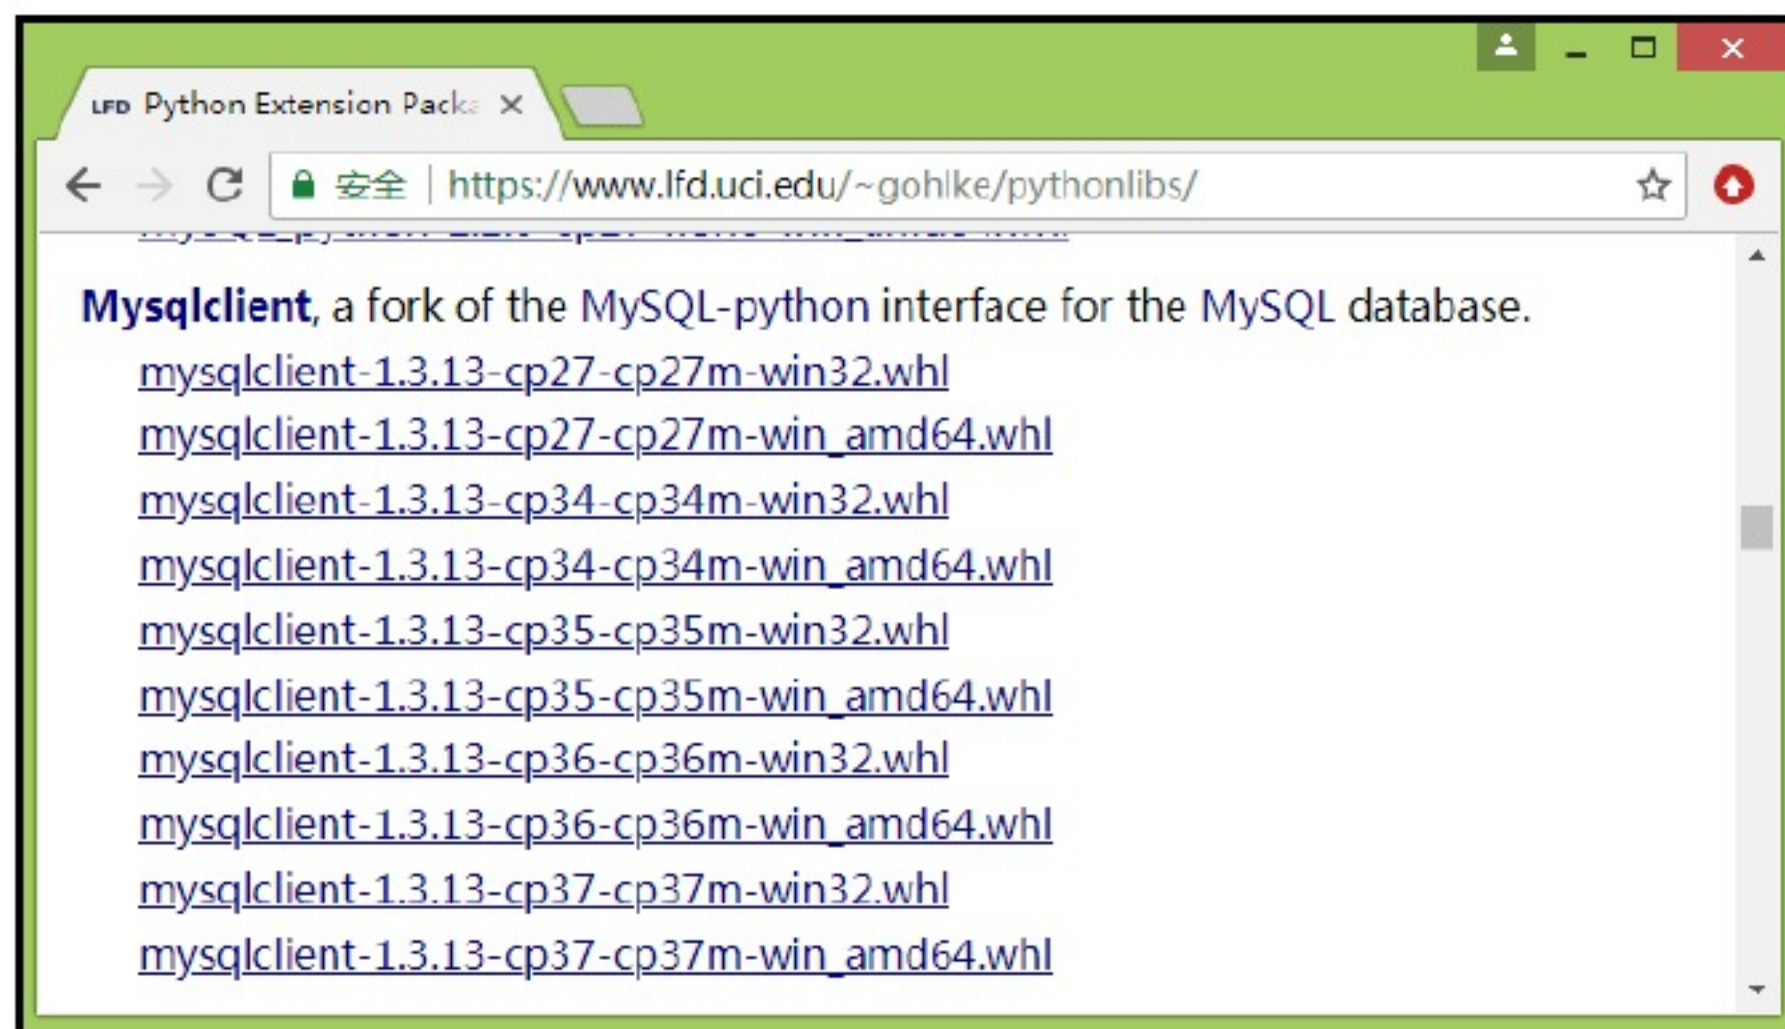 LFD Python Extension Packa
安全 | https://www.lfd.uci.edu/~gohlke/pythonlibs/
Mysqlclient, a fork of the MySQL-python interface for the MySQL database.
mysqlclient-1.3.13-cp27-cp27m-win32.whl
mysqlclient-1.3.13-cp27-cp27m-win_amd64.whl
mysqlclient-1.3.13-cp34-cp34m-win32.whl
mysqlclient-1.3.13-cp34-cp34m-win_amd64.whl
mysqlclient-1.3.13-cp35-cp35m-win32.whl
mysqlclient-1.3.13-cp35-cp35m-win_amd64.whl
mysqlclient-1.3.13-cp36-cp36m-win32.whl
mysqlclient-1.3.13-cp36-cp36m-win_amd64.whl
mysqlclient-1.3.13-cp37-cp37m-win32.whl
mysqlclient-1.3.13-cp37-cp37m-win_amd64.whl